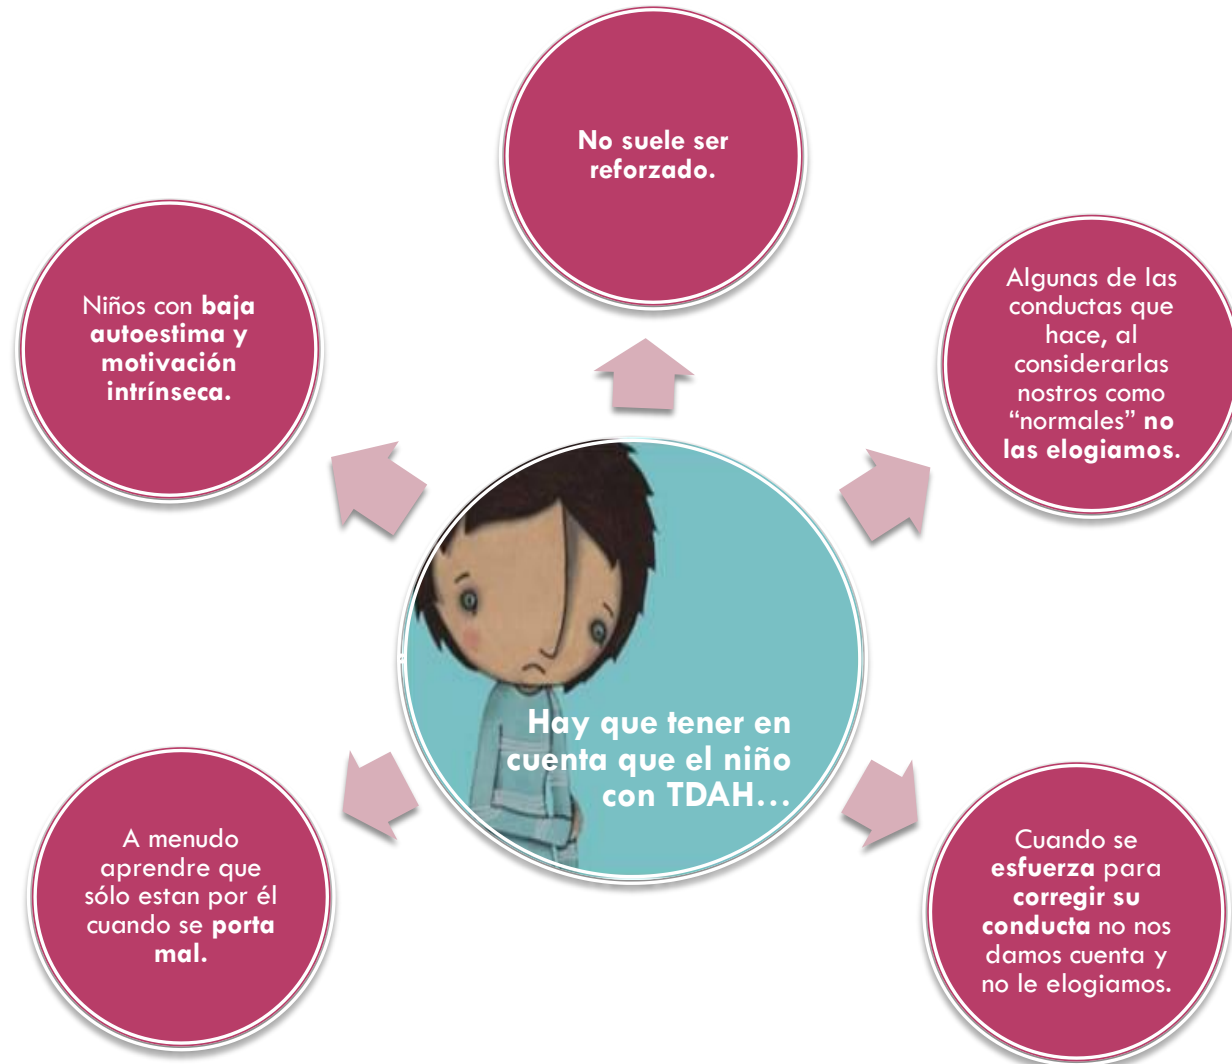 No suele ser
reforzado.
Niños con baja
autoestima y
motivación
intrínseca.
Algunas de las
conductas que
hace, al
considerarlas
nostros como
“normales” no
las elogiamos.
Hay que tener en
cuenta que el niño
con TDAH…
A menudo
aprendre que
sólo estan por él
cuando se porta
mal.
Cuando se
esfuerza para
corregir su
conducta no nos
damos cuenta y
no le elogiamos.